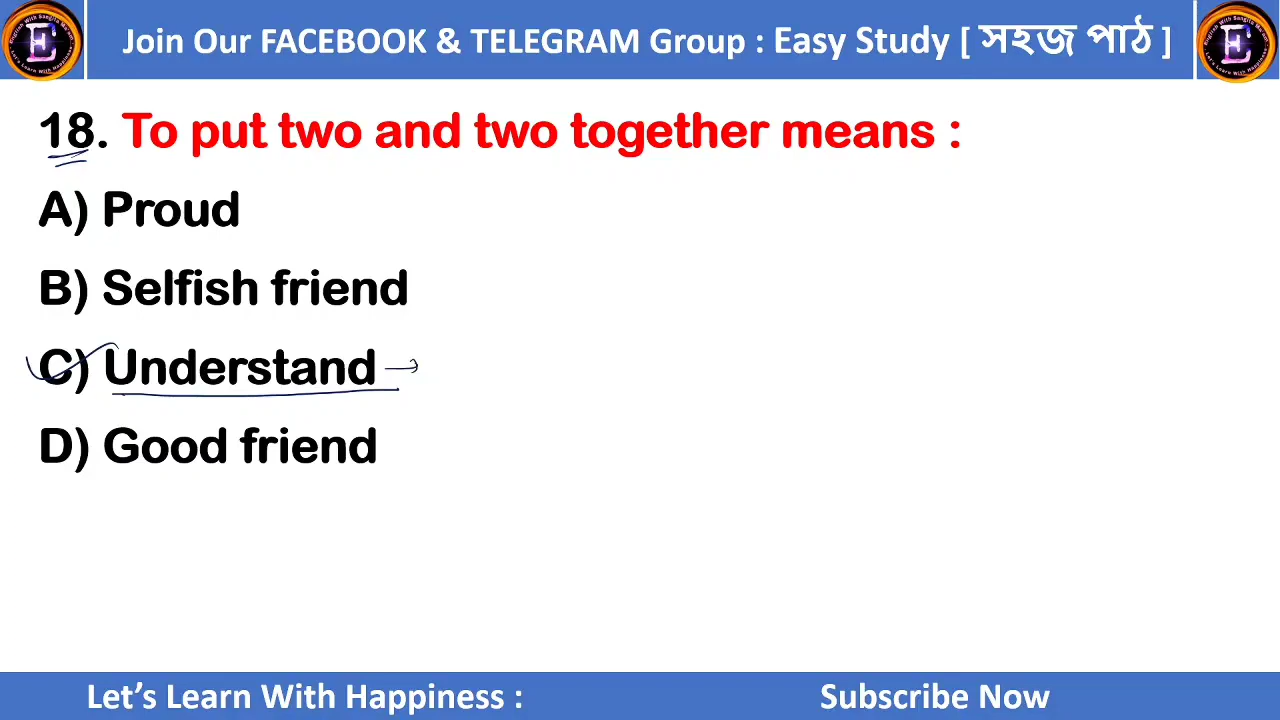 Join Our FACEBOOK & TELEGRAM Group : Easy Study [ সহজ পাঠ ]
18. To put two and two together means :
A) Proud
B) Selfish friend
C) Understand
D) Good friend
Let's Learn With Happiness :
Subscribe Now